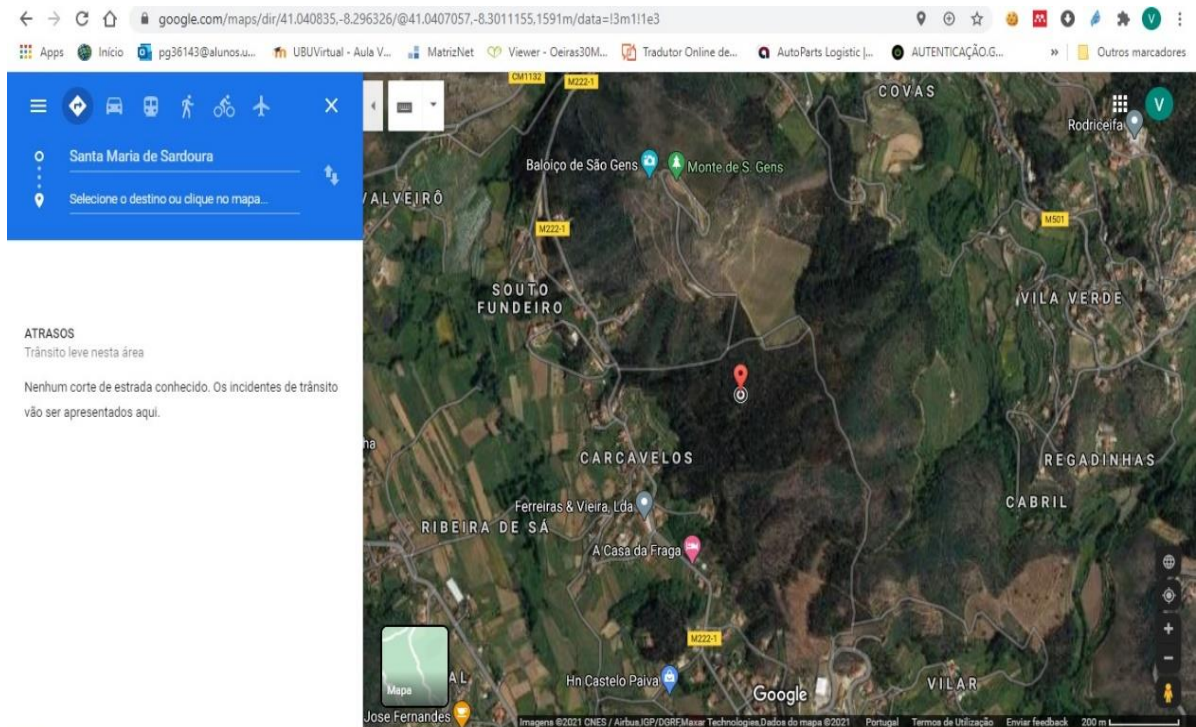 google.com/maps/dir/41.040835,-8.296326/@41.0407057,-8.3011155,1591m/data=!3m1!1e3
V
Apps
Início
pg36143@alunos.u...
UBUVirtual - Aula V...
MatrizNet
Viewer - Oeiras30M...
Tradutor Online de...
AutoParts Logistic |...
AUTENTICAÇÃO.G...
»
Outros marcadores
Santa Maria de Sardoura
Selecione o destino ou clique no mapa...
ATRASOS
Trânsito leve nesta área
Nenhum corte de estrada conhecido. Os incidentes de trânsito
vão ser apresentados aqui.
CM1132
M222-1
COVAS
V
Rodriceifa
Baloiço de São Gens
Monte de S. Gens
VALVEIRÔ
M222-1
M501
SOUTO
FUNDEIRO
VILA VERDE
ha
CARCAVELOS
REGADINHAS
CABRIL
Ferreiras & Vieira, Lda
RIBEIRA DE SÁ
A Casa da Fraga
M222-1
Mapa
AL
Hn Castelo Paiva
Google
VILAR
Jose Fernandes
Imagens ©2021 CNES / Airbus,IGP/DGRF,Maxar Technologies,Dados do mapa ©2021 Portugal Termos de Utilização Enviar feedback 200 m